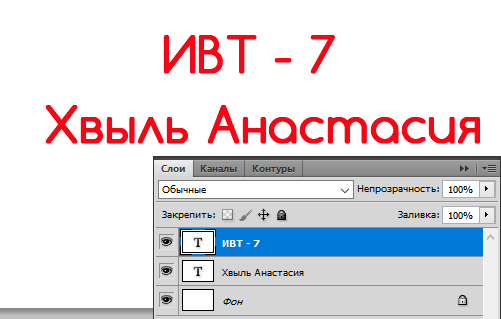 ИВТ - 7
Хвыль Анастасия
Слои Каналы Контуры
Обычные Непрозрачность: 100%
Закрепить: Заливка: 100%
T ИВТ - 7
T Хвыль Анастасия
Фон